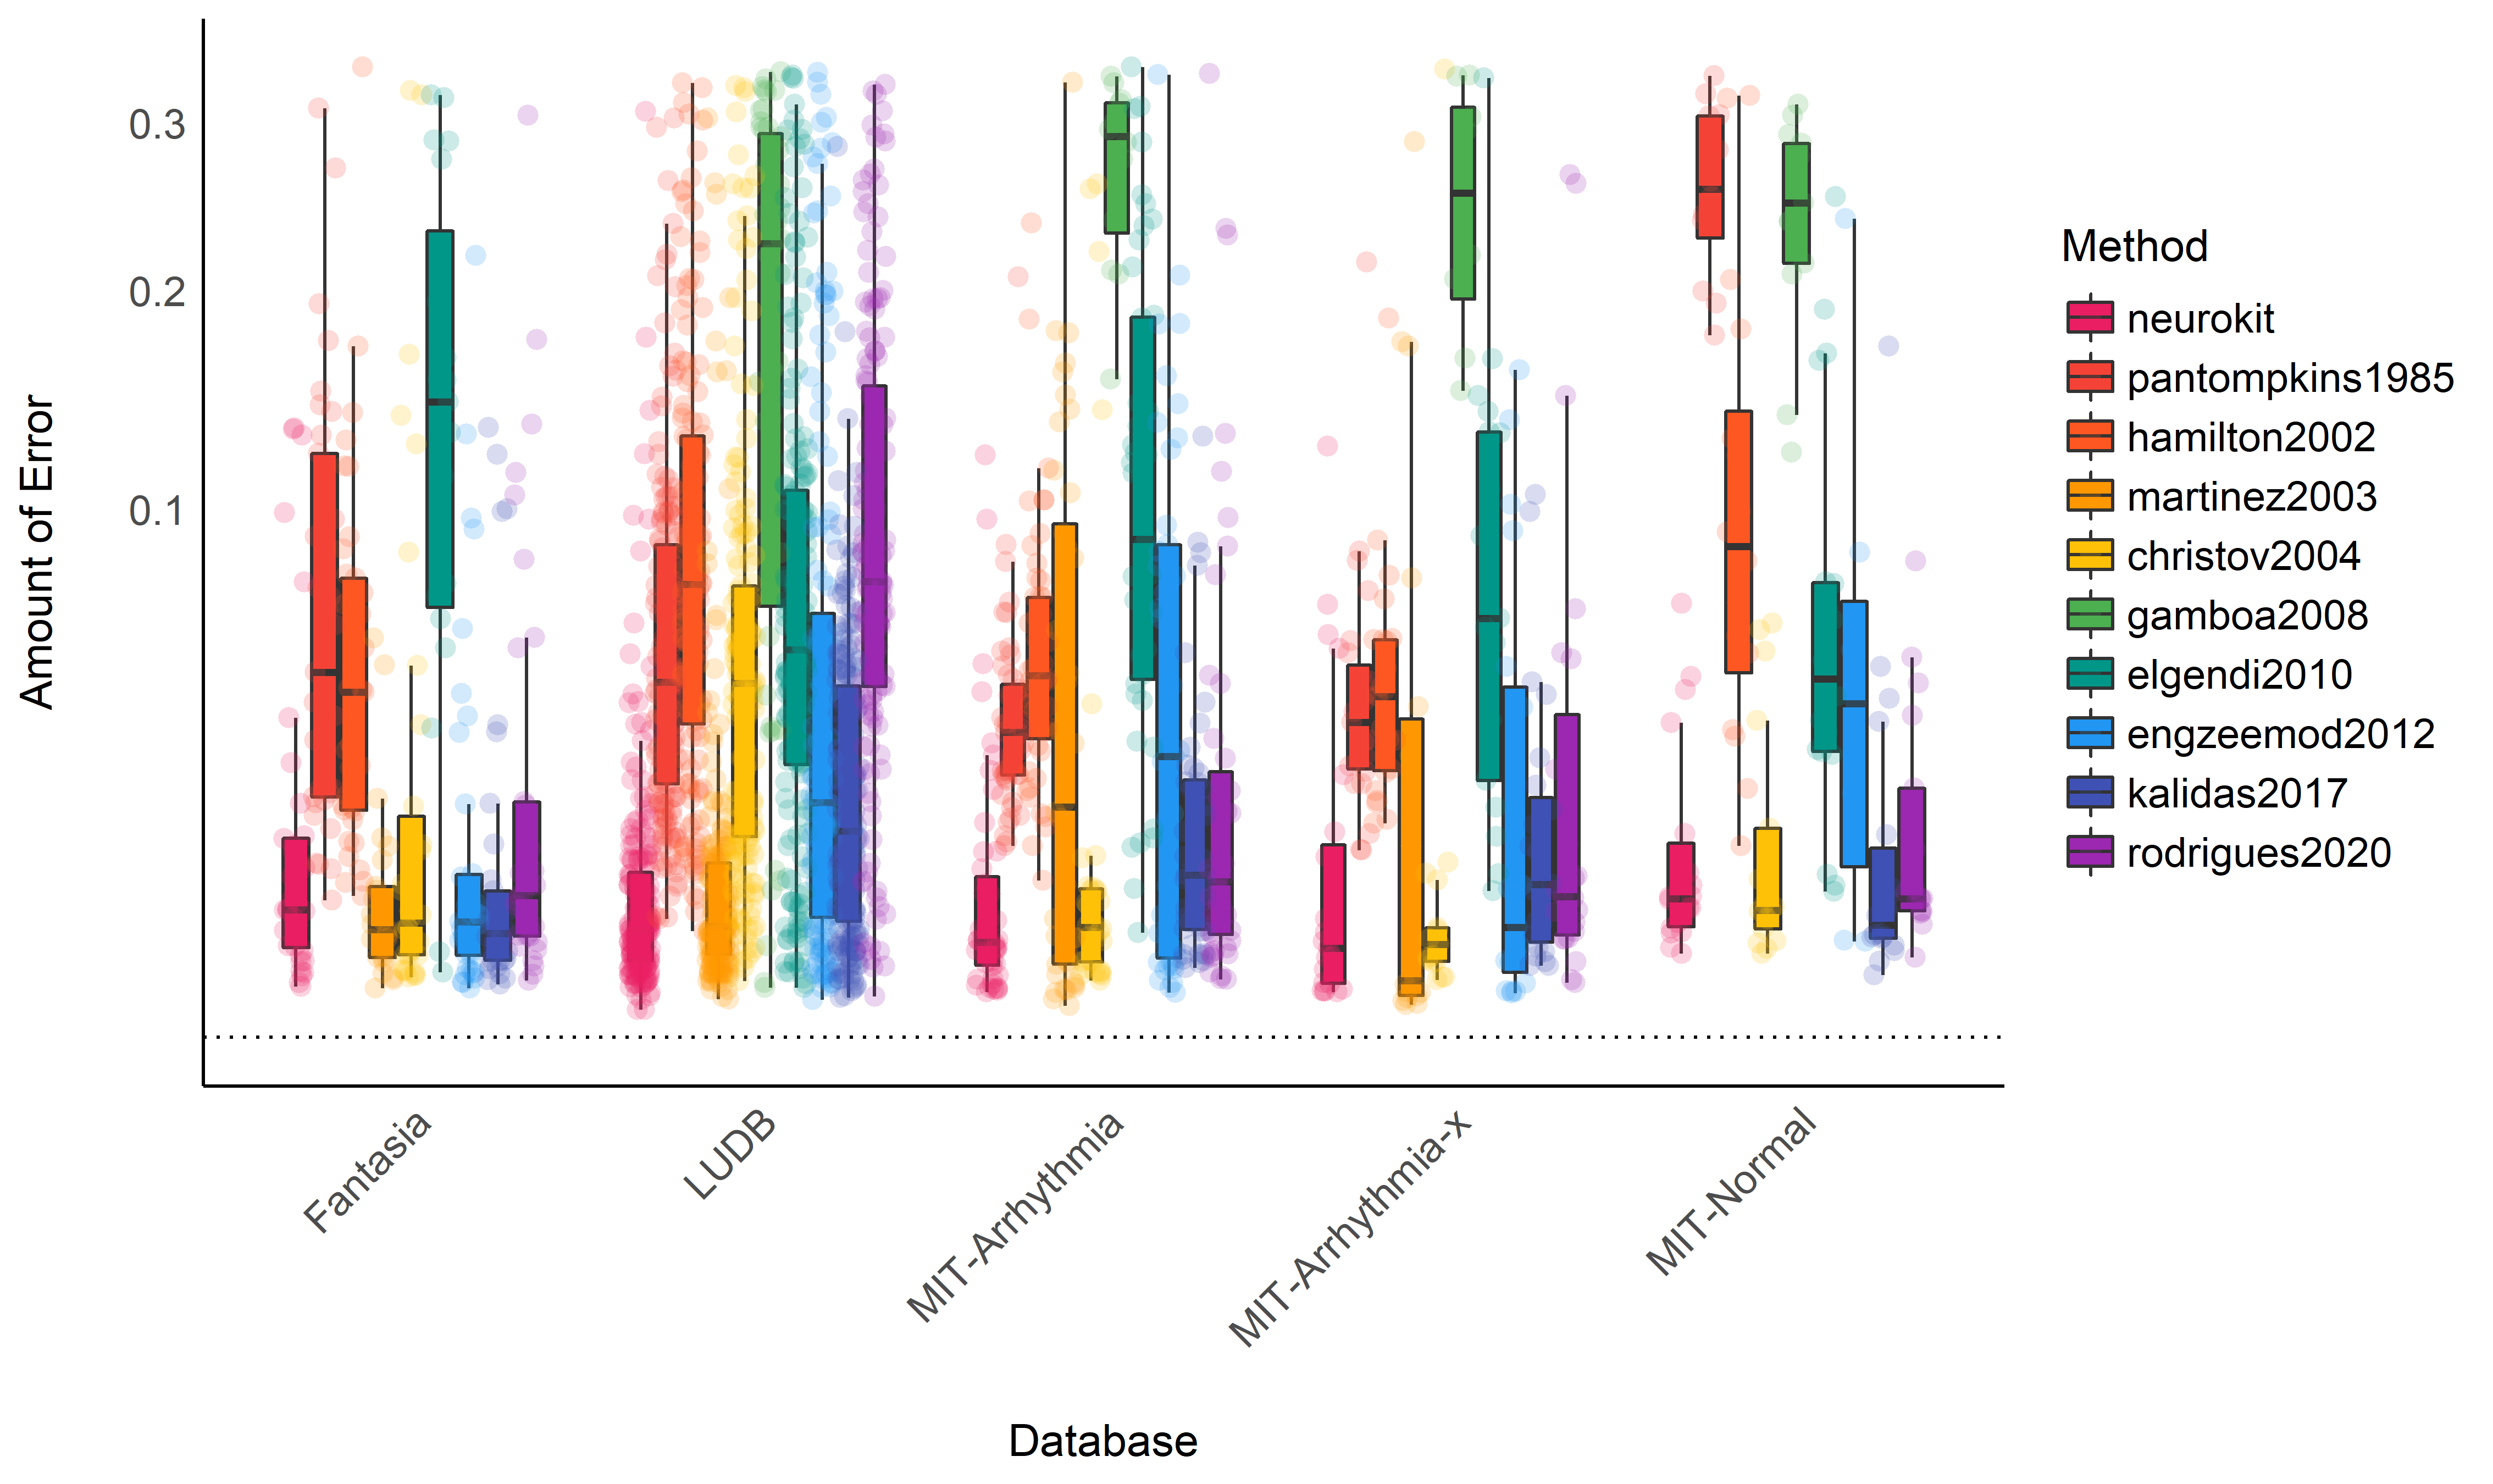 Amount of Error
0.3
0.2
0.1
Fantasia
LUDB
MIT-Arrhythmia
MIT-Arrhythmia-x
MIT-Normal
Database
Method
neurokit
pantompkins1985
hamilton2002
martinez2003
christov2004
gamboa2008
elgendi2010
engzeemod2012
kalidas2017
rodrigues2020